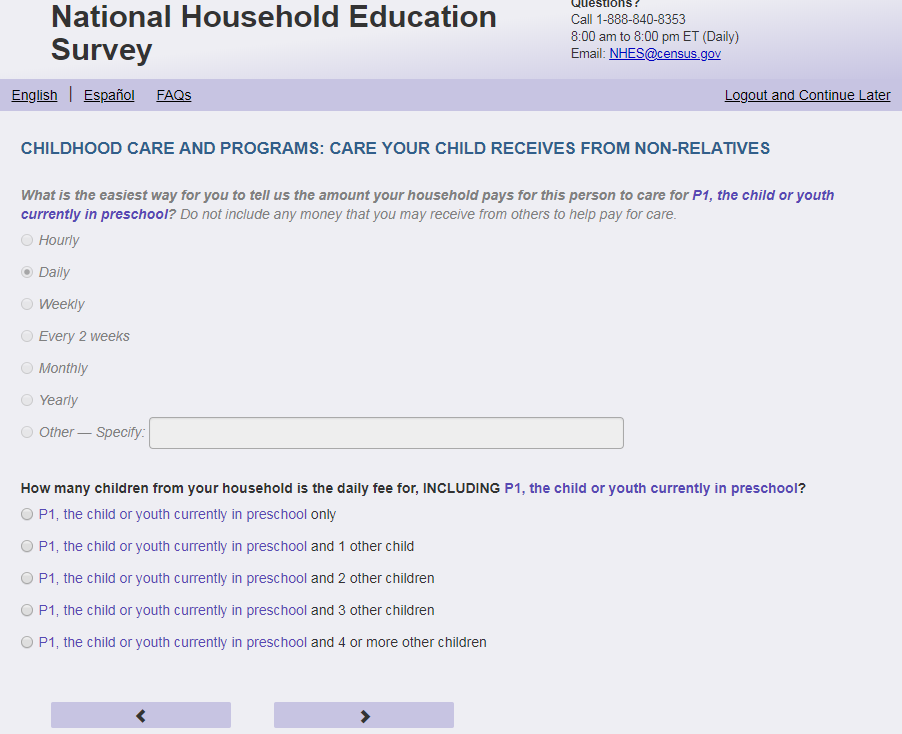 National Household Education
Survey
Questions?
Call 1-888-840-8353
8:00 am to 8:00 pm ET (Daily)
Email: NHES@census.gov
English | Español FAQs Logout and Continue Later
CHILDHOOD CARE AND PROGRAMS: CARE YOUR CHILD RECEIVES FROM NON-RELATIVES
What is the easiest way for you to tell us the amount your household pays for this person to care for P1, the child or youth
currently in preschool? Do not include any money that you may receive from others to help pay for care.
Hourly
Daily
Weekly
Every 2 weeks
Monthly
Yearly
Other — Specify:
How many children from your household is the daily fee for, INCLUDING P1, the child or youth currently in preschool?
P1, the child or youth currently in preschool only
P1, the child or youth currently in preschool and 1 other child
P1, the child or youth currently in preschool and 2 other children
P1, the child or youth currently in preschool and 3 other children
P1, the child or youth currently in preschool and 4 or more other children